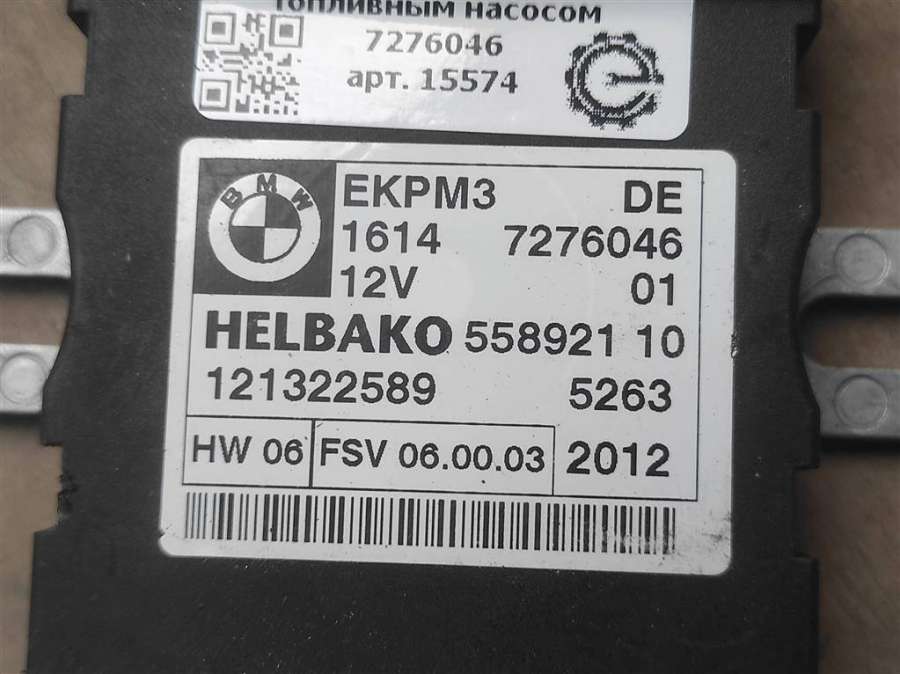 топливным насосом
7276046
арт. 15574
BMW
EKPM3 DE
1614 7276046
12V 01
HELBAKO 558921 10
121322589 5263
HW 06 FSV 06.00.03 2012